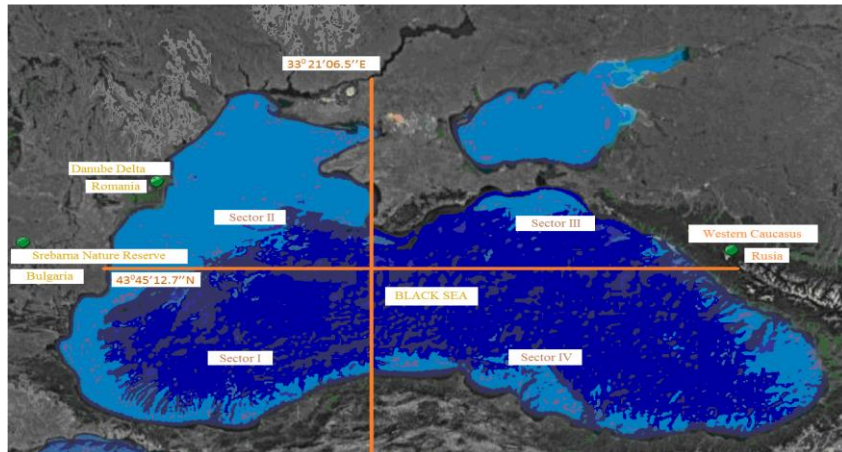 33⁰ 21’06.5’’E
Danube Delta
Romania
Sector II
Sector III
Western Caucasus
Rusia
Srebarna Nature Reserve
Bulgaria
43⁰45’12.7’’N
BLACK SEA
Sector I
Sector IV